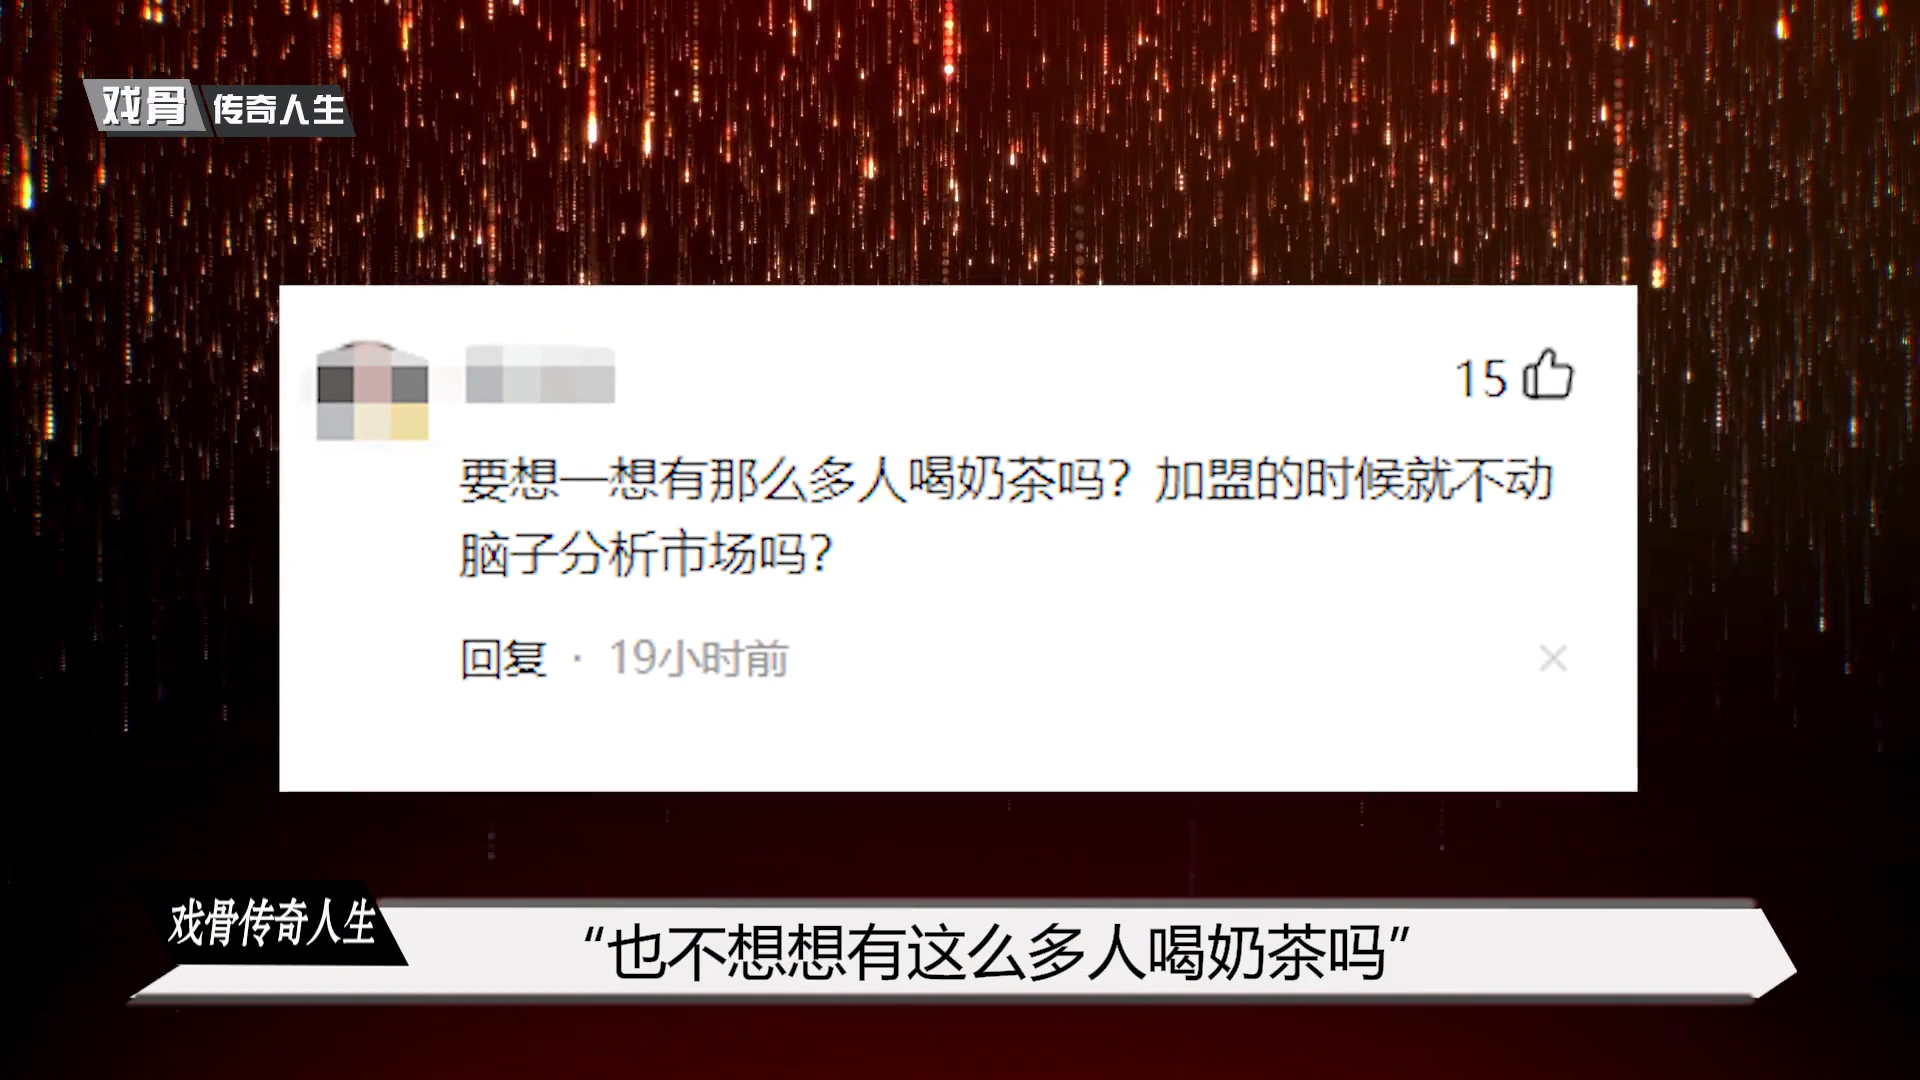 戏骨 传奇人生
15
要想一想有那么多人喝奶茶吗？加盟的时候就不动
脑子分析市场吗？
回复 · 19小时前
戏骨传奇人生
“也不想想有这么多人喝奶茶吗”